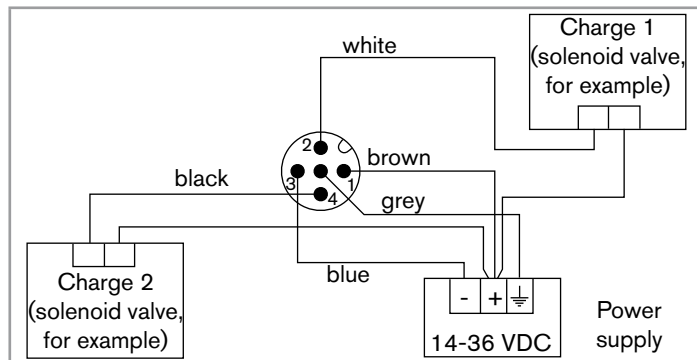 Charge 1
(solenoid valve,
for example)
white
2
brown
3
1
black
4
grey
blue
Charge 2
(solenoid valve,
for example)
- +
14-36 VDC
Power
supply